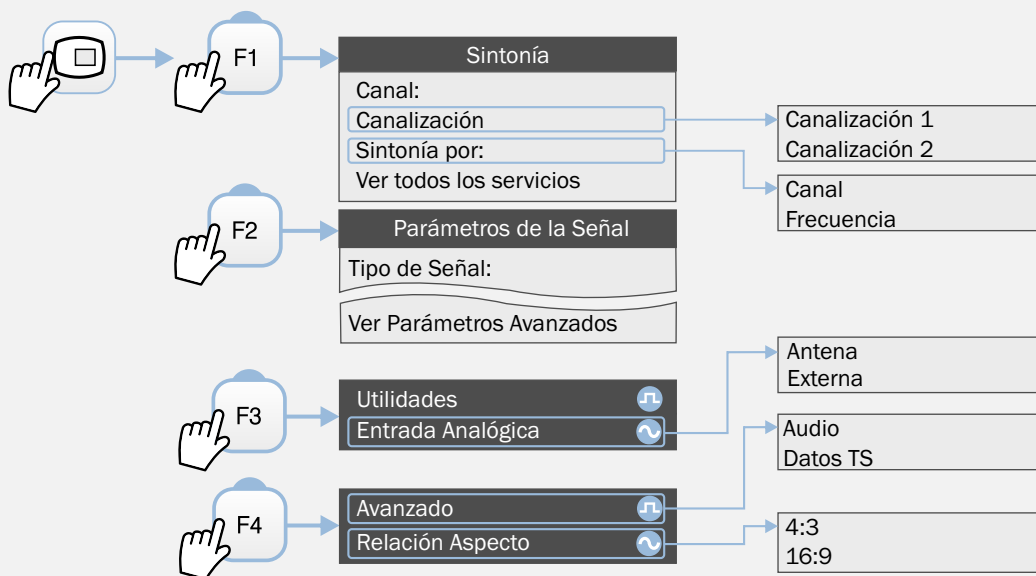 F1
Sintonía
Canal:
Canalización
Sintonía por:
Ver todos los servicios
Canalización 1
Canalización 2
Canal
Frecuencia
F2
Parámetros de la Señal
Tipo de Señal:
Ver Parámetros Avanzados
F3
Utilidades
Entrada Analógica
Antena
Externa
Audio
Datos TS
F4
Avanzado
Relación Aspecto
4:3
16:9